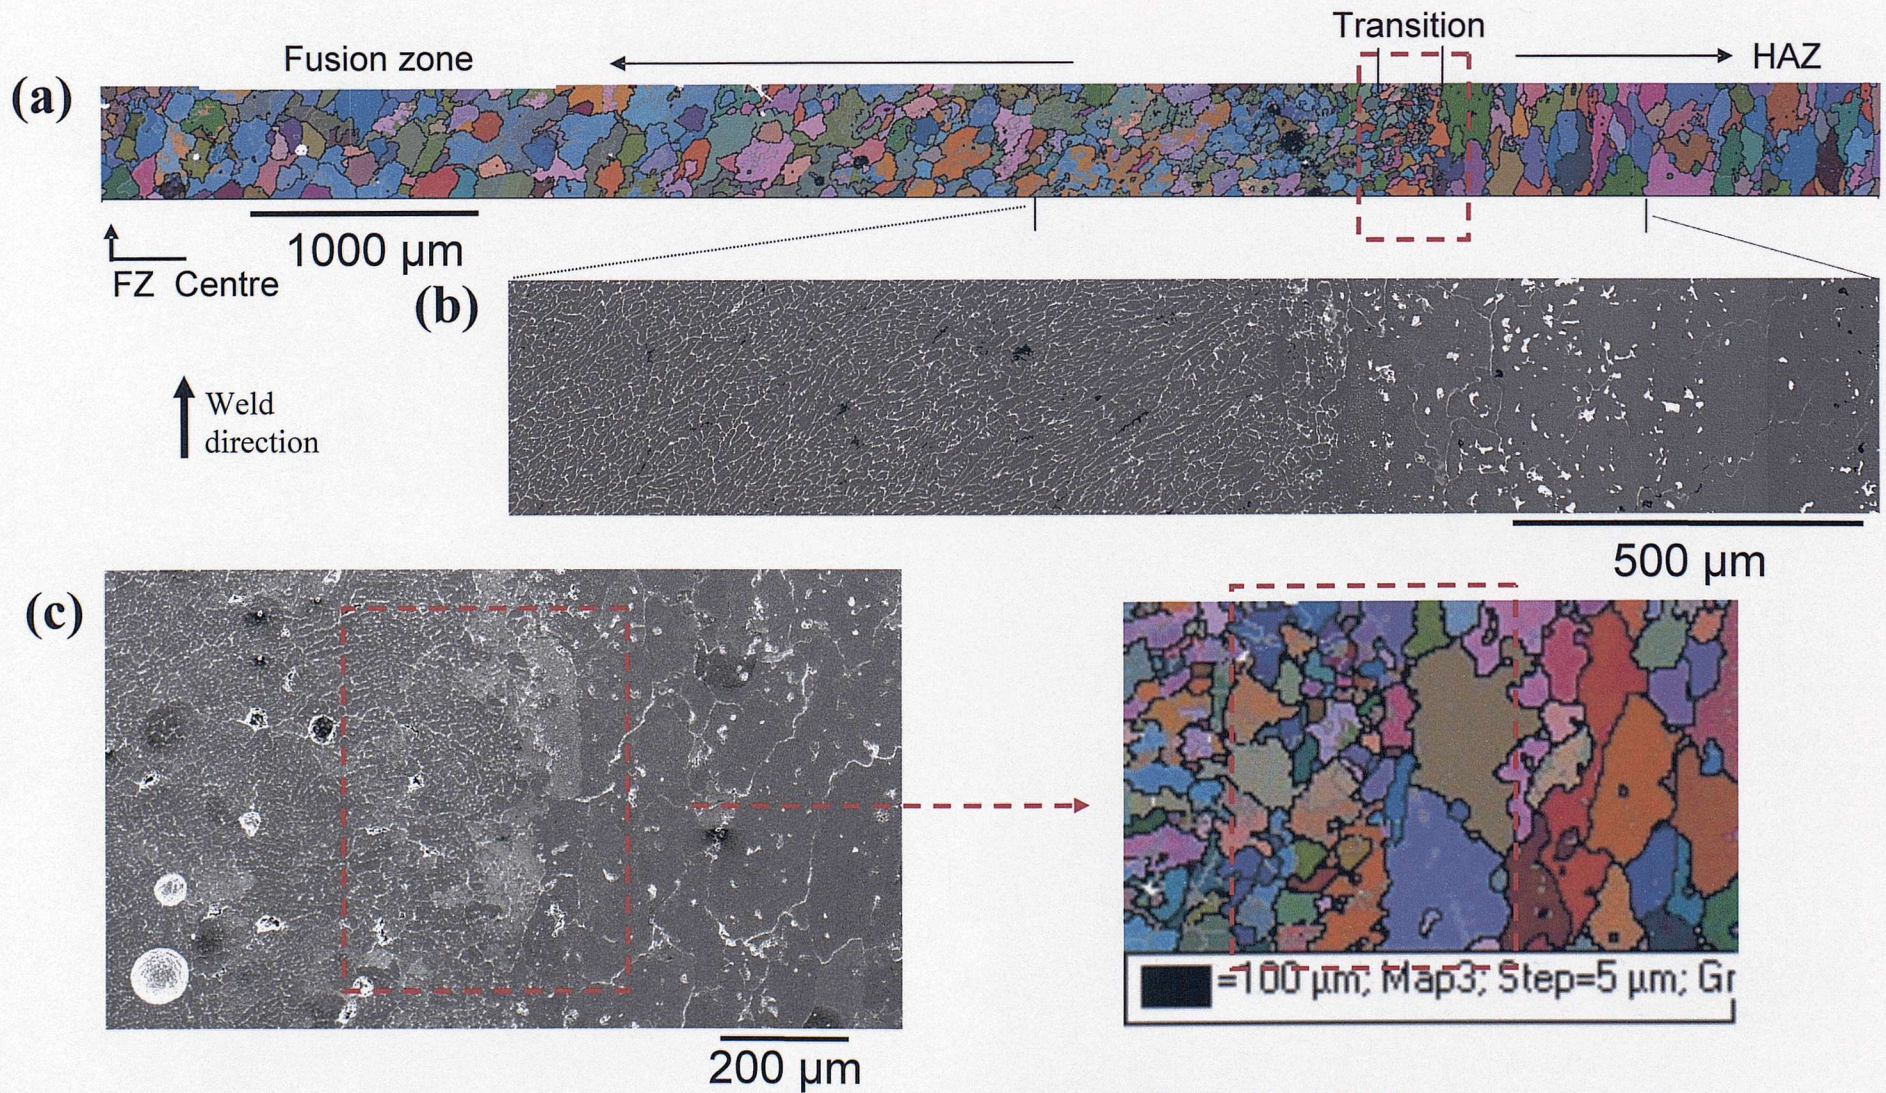 Transition
Fusion zone
HAZ
(a)
1000 µm
FZ Centre
(b)
Weld
direction
500 µm
(c)
=100 µm; Map3; Step=5 µm; Gr
200 µm